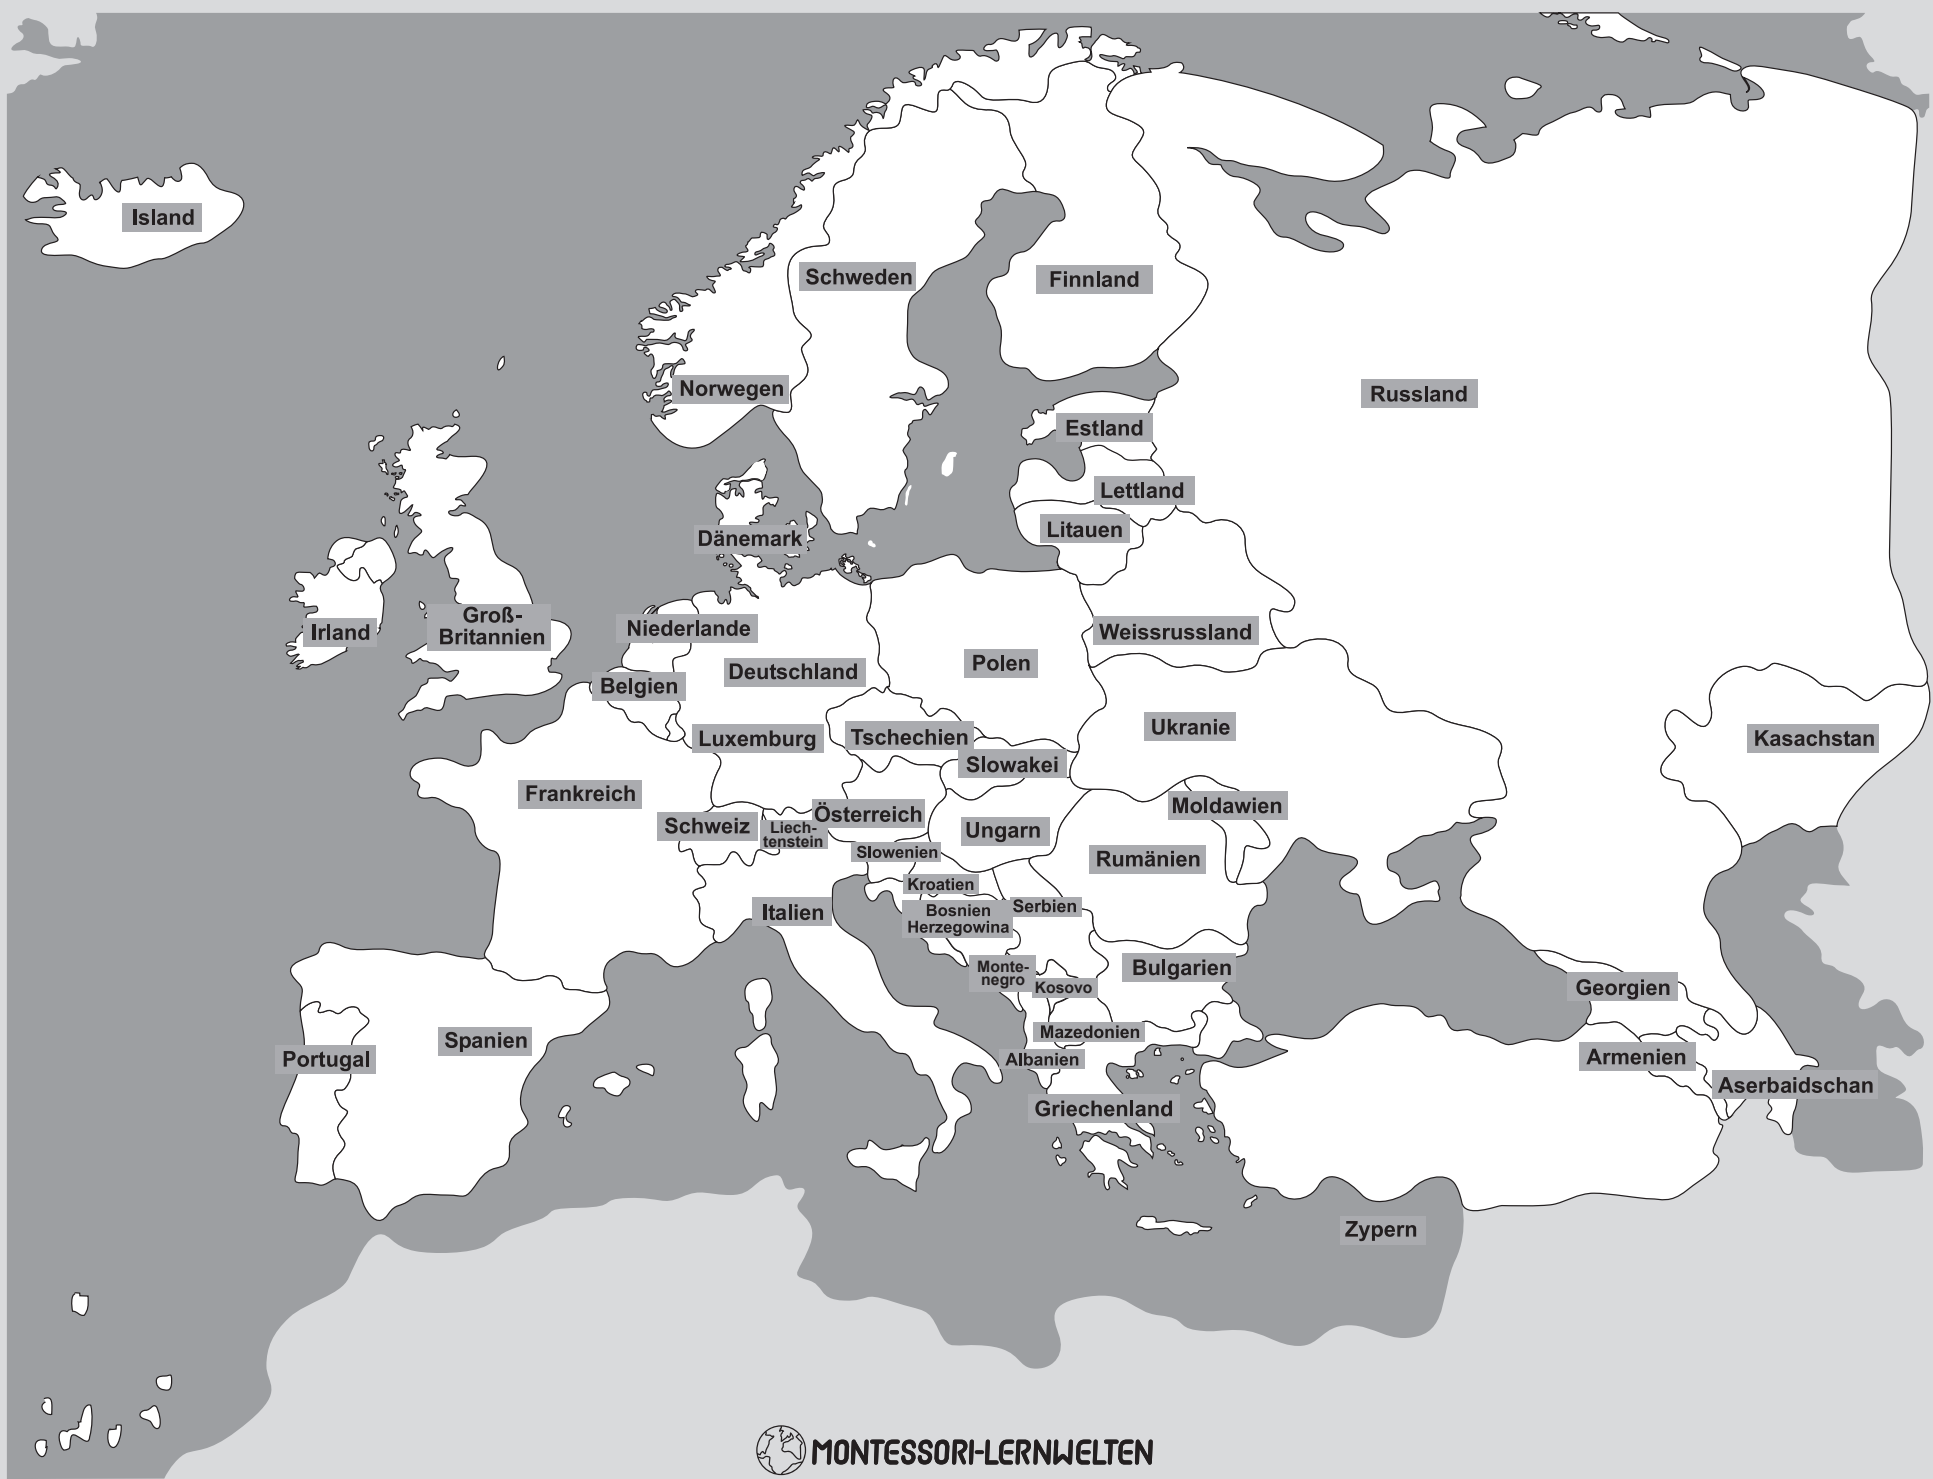 Island
Schweden
Finnland
Norwegen
Russland
Estland
Lettland
Litauen
Dänemark
Groß-
Britannien
Irland
Niederlande
Weissrussland
Polen
Deutschland
Belgien
Ukranie
Luxemburg
Tschechien
Kasachstan
Slowakei
Frankreich
Moldawien
Österreich
Schweiz
Liech-
tenstein
Ungarn
Slowenien
Rumänien
Kroatien
Italien
Bosnien
Herzegowina
Serbien
Bulgarien
Monte-
negro
Kosovo
Georgien
Mazedonien
Spanien
Portugal
Albanien
Armenien
Aserbaidschan
Griechenland
Zypern
MONTESSORI-LERNWELTEN